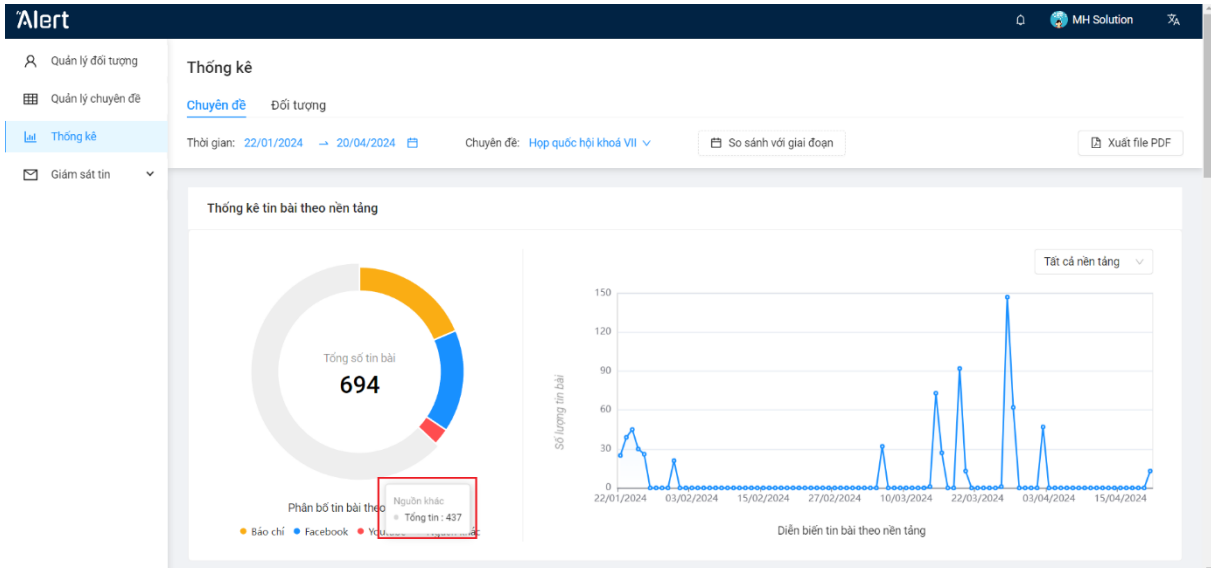 Alert
MH Solution
Quản lý đối tượng
Quản lý chuyên đề
Thống kê
Giám sát tin
Thống kê
Chuyên đề Đối tượng
Thời gian: 22/01/2024 → 20/04/2024 Chuyên đề: Họp quốc hội khoá VII So sánh với giai đoạn Xuất file PDF
Thống kê tin bài theo nền tảng
Tổng số tin bài
694
Nguồn khác
Tổng tin : 437
Phân bố tin bài theo
Báo chí Facebook
Tất cả nền tảng
Số lượng tin bài
150
120
90
60
30
0
22/01/2024 03/02/2024 15/02/2024 27/02/2024 10/03/2024 22/03/2024 03/04/2024 15/04/2024
Diễn biến tin bài theo nền tảng